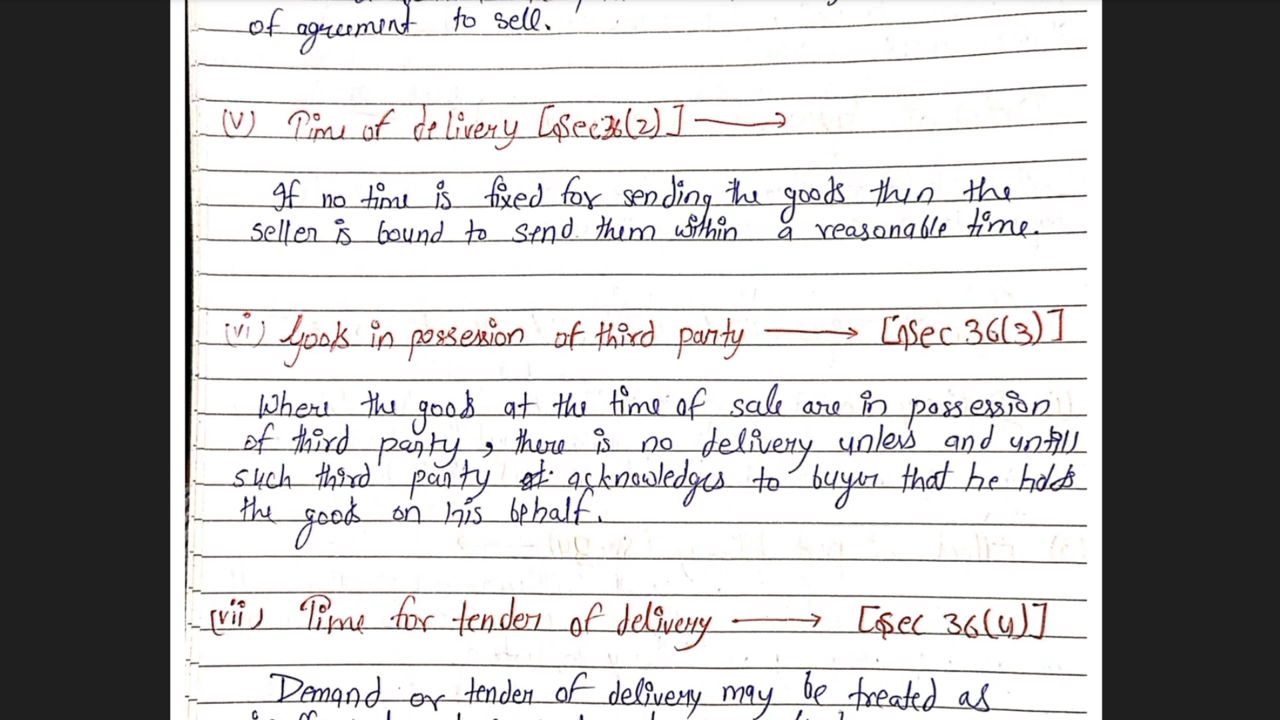 of agreement to sell.
(v) Time of delivery [Sec 36(2)] →
If no time is fixed for sending the goods then the
seller is bound to send them within a reasonable time.
(vi) Goods in possession of third party → [Sec 36(3)]
Where the goods at the time of sale are in possession
of third party, there is no delivery unless and untill
such third party acknowledges to buyer that he holds
the goods on his behalf.
(vii) Time for tender of delivery → [Sec 36(4)]
Demand or tender of delivery may be treated as